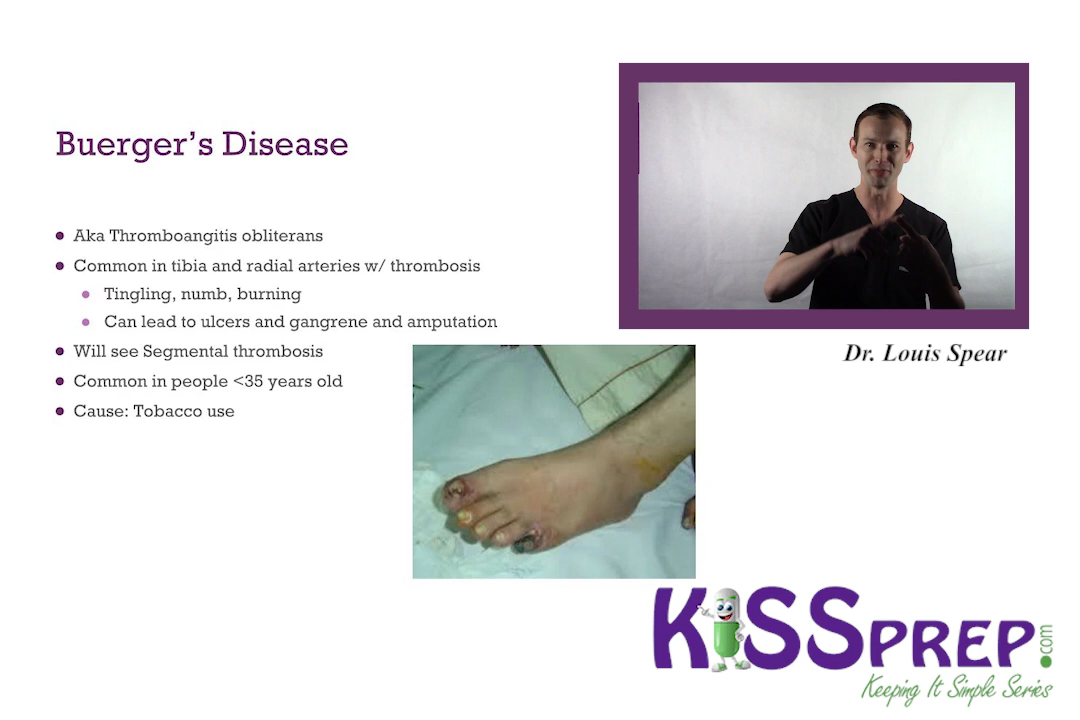 Buerger's Disease
Aka Thromboangitis obliterans
Common in tibia and radial arteries w/ thrombosis
Tingling, numb, burning
Can lead to ulcers and gangrene and amputation
Will see Segmental thrombosis
Common in people <35 years old
Cause: Tobacco use
Dr. Louis Spear
KiSSPREP.com
Keeping It Simple Series